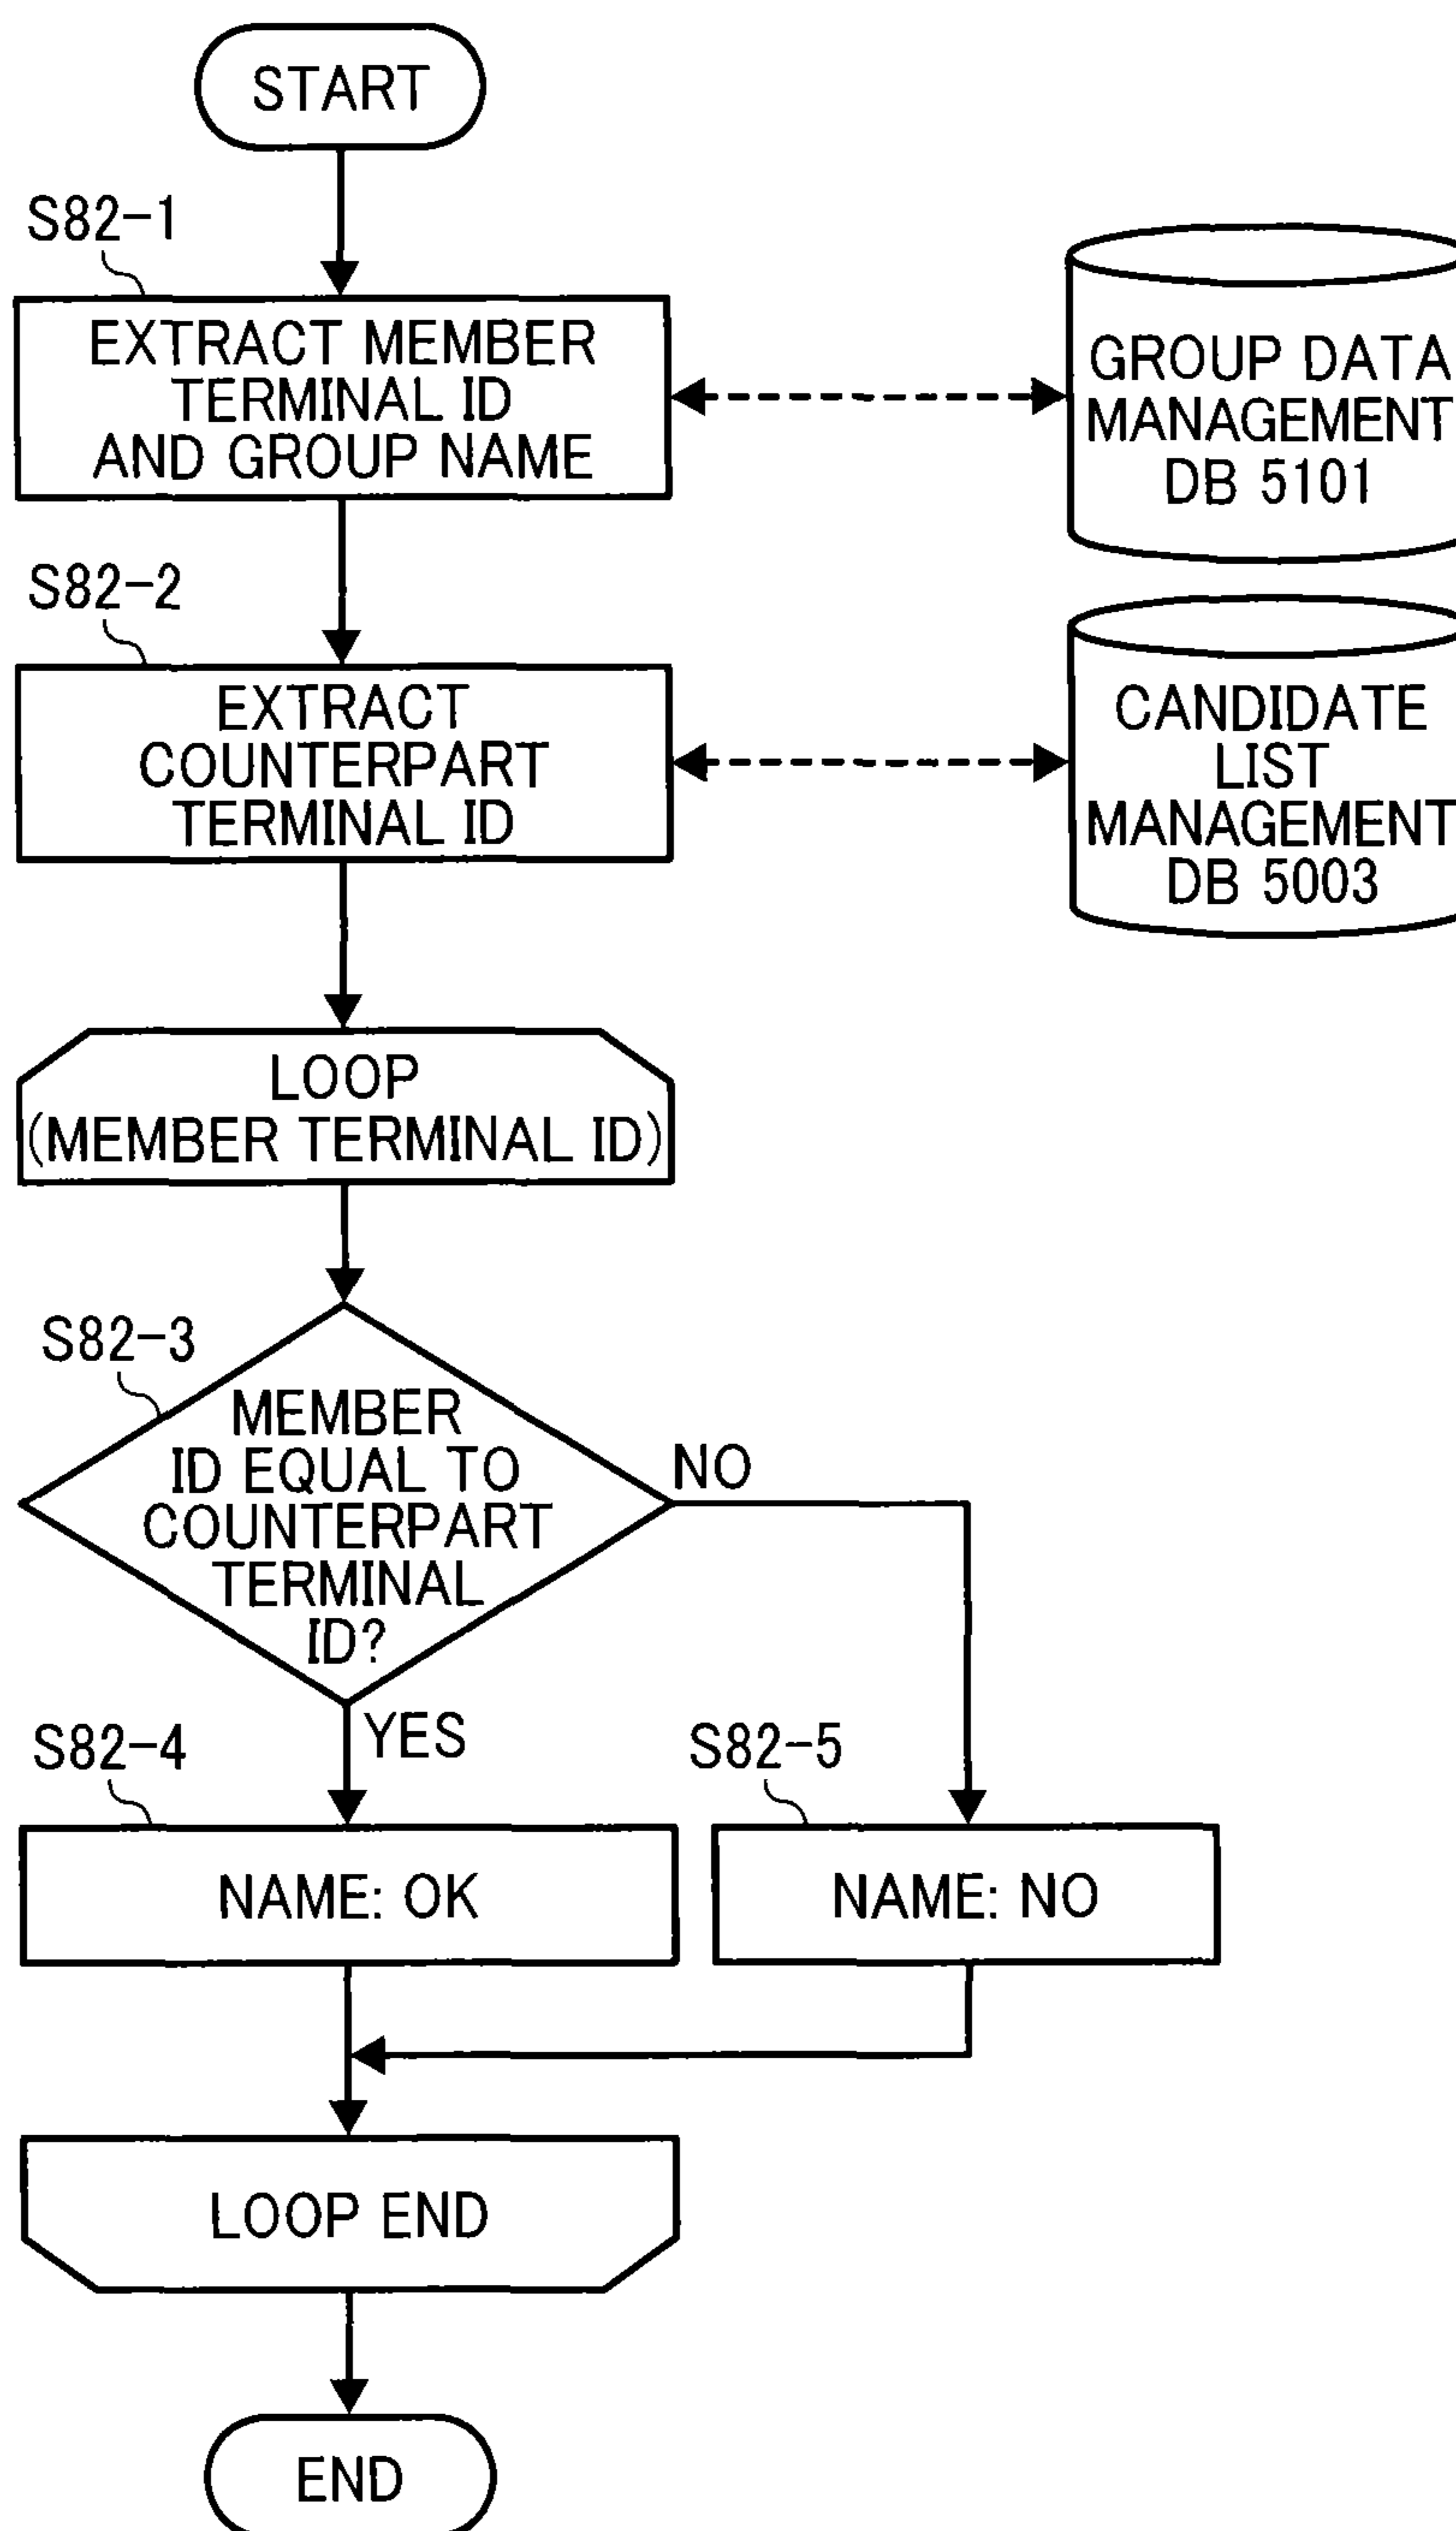 START
S82-1
EXTRACT MEMBER
TERMINAL ID
AND GROUP NAME
GROUP DATA
MANAGEMENT
DB 5101
S82-2
EXTRACT
COUNTERPART
TERMINAL ID
CANDIDATE
LIST
MANAGEMENT
DB 5003
LOOP
(MEMBER TERMINAL ID)
S82-3
MEMBER
ID EQUAL TO
COUNTERPART
TERMINAL
ID?
NO
YES
S82-4
NAME: OK
S82-5
NAME: NO
LOOP END
END